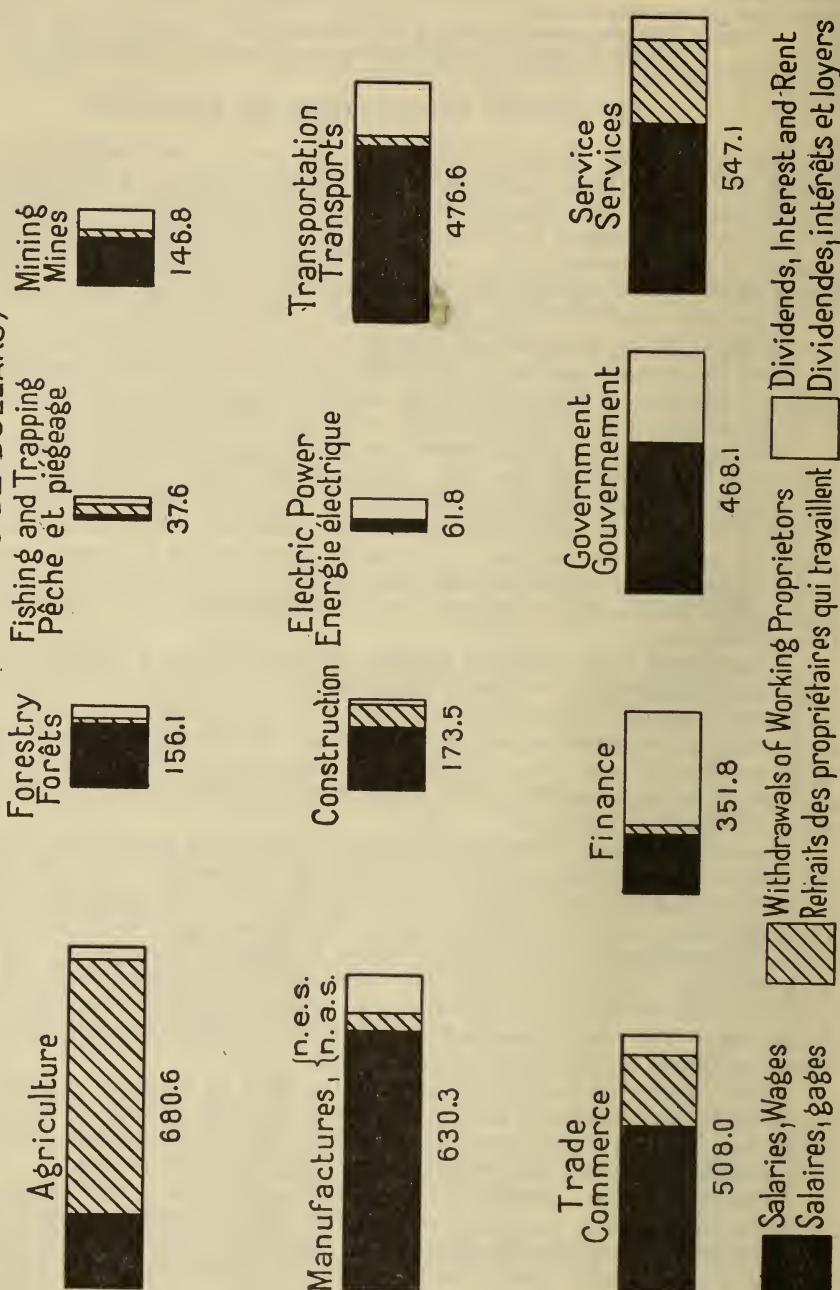 Agriculture
680.6
Forestry
Forêts
156.1
Fishing and Trapping
Pêche et piégeage
37.6
Mining
Mines
146.8
Manufactures, {n.e.s.
{n.a.s.
630.3
Construction
173.5
Electric Power
Energie électrique
61.8
Transportation
Transports
476.6
Trade
Commerce
508.0
Finance
351.8
Government
Gouvernement
468.1
Service
Services
547.1
Salaries, Wages
Salaires, gages
Withdrawals of Working Proprietors
Retraits des propriétaires qui travaillent
Dividends, Interest and Rent
Dividendes, intérêts et loyers